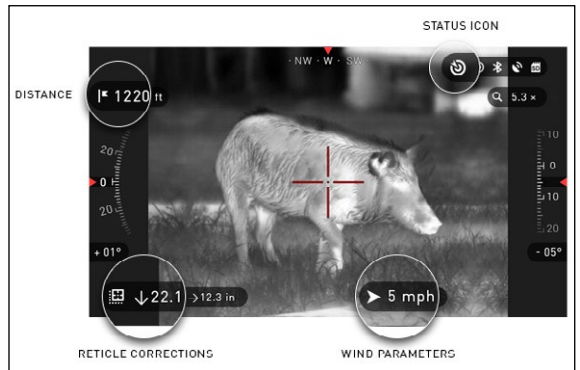 STATUS ICON
· NW · W · SW
DISTANCE
1220 ft
5.3 ×
20
0
20
10
0
10
20
+ 01°
- 05°
↓22.1 →12.3 in
5 mph
RETICLE CORRECTIONS
WIND PARAMETERS